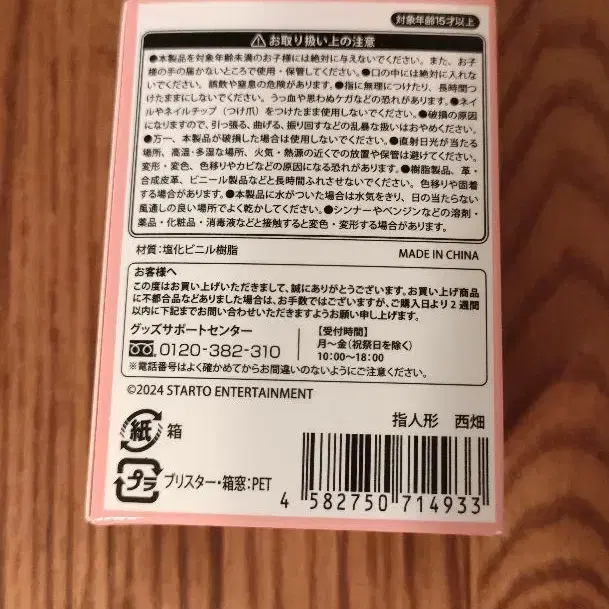 対象年齢15才以上
お取り扱い上の注意
●本製品を対象年齢未満のお子様には絶対に与えないでください。また、お子
様の手の届かないところで使用・保管してください。●口の中には絶対に入れな
いでください。誤飲や窒息の危険があります。●指に無理につけたり、長時間つ
けたままにしないでください。うっ血や思わぬケガなどの恐れがあります。●ネイ
ルやネイルチップ（つけ爪）をつけたまま使用しないでください。●破損の原因
になりますので、引っ張る、曲げる、振り回すなどの乱暴な扱いはおやめください。
●万一、本製品が破損した場合は使用しないでください。●直射日光が当たる
場所、高温・多湿な場所、火気・熱源の近くでの放置や保管は避けてください。
変形・変色、色移りやカビなどの原因になる恐れがあります。●樹脂製品、革・
合成皮革、ビニール製品などと長時間ふれさせないでください。色移りや固着
する場合があります。●本製品に水がついた場合は水気をきり、日の当たらない
風通しの良い場所でよく乾かしてください。●シンナーやベンジンなどの溶剤・
薬品・化粧品・消毒液などと接触すると変色・変形する場合があります。
材質：塩化ビニル樹脂 MADE IN CHINA
お客様へ
この度はお買い上げいただきまして、誠にありがとうございます。お買い上げ商品
に不都合品などありました場合は、お手数ではございますが、ご購入日より2週間
以内に下記までお問い合わせいただきますようお願い申し上げます。
グッズサポートセンター
0120-382-310
【受付時間】
月～金（祝祭日を除く）
10:00～18:00
※電話番号はよく確かめてからお間違いのないようにご注意ください。
©2024 STARTO ENTERTAINMENT
紙 箱
指人形 西畑
プラ ブリスター・箱窓：PET
4 582750 714933